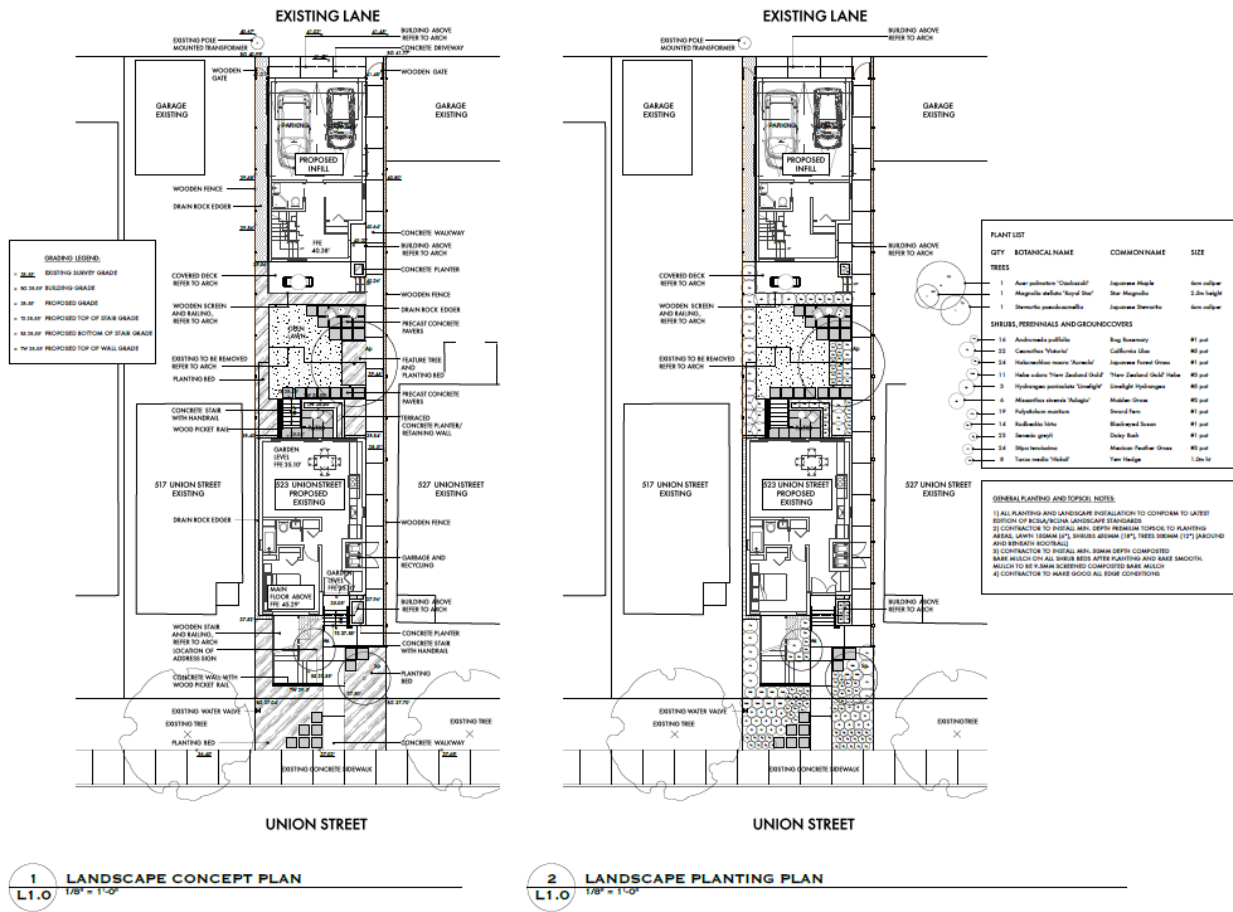 EXISTING LANE
EXISTING POLE
MOUNTED TRANSFORMER
BUILDING ABOVE
REFER TO ARCH
CONCRETE DRIVEWAY
WOODEN
GATE
WOODEN GATE
GARAGE
EXISTING
GARAGE
EXISTING
PARKING
PROPOSED
INFILL
WOODEN FENCE
DRAIN ROCK EDGER
FFE
40.38'
CONCRETE WALKWAY
BUILDING ABOVE
REFER TO ARCH
CONCRETE PLANTER
GRADING LEGEND:
EXISTING SURVEY GRADE
BUILDING GRADE
PROPOSED GRADE
PROPOSED TOP OF STAIR GRADE
PROPOSED BOTTOM OF STAIR GRADE
PROPOSED TOP OF WALL GRADE
COVERED DECK
REFER TO ARCH
WOODEN FENCE
WOODEN SCREEN
AND RAILING,
REFER TO ARCH
DRAIN ROCK EDGER
PRECAST CONCRETE
PAVERS
OPEN
LAWN
EXISTING TO BE REMOVED
REFER TO ARCH
PLANTING BED
FEATURE TREE
AND
PLANTING BED
PRECAST CONCRETE
PAVERS
CONCRETE STAIR
WITH HANDRAIL
WOOD PICKET RAIL
TERRACED
CONCRETE PLANTER/
RETAINING WALL
GARDEN
LEVEL
FFE 35.10'
517 UNION STREET
EXISTING
523 UNION STREET
PROPOSED
EXISTING
527 UNION STREET
EXISTING
DRAIN ROCK EDGER
WOODEN FENCE
GARBAGE AND
RECYCLING
GARDEN
LEVEL
MAIN
FLOOR ABOVE
FFE 45.29'
BUILDING ABOVE
REFER TO ARCH
WOODEN STAIR
AND RAILING,
REFER TO ARCH
LOCATION OF
ADDRESS SIGN
CONCRETE PLANTER
CONCRETE STAIR
WITH HANDRAIL
CONCRETE WALL WITH
WOOD PICKET RAIL
PLANTING
BED
EXISTING WATER VALVE
EXISTING TREE
EXISTING TREE
PLANTING BED
CONCRETE WALKWAY
EXISTING CONCRETE SIDEWALK
UNION STREET
1
L1.0
LANDSCAPE CONCEPT PLAN
1/8" = 1'-0"
EXISTING LANE
EXISTING POLE
MOUNTED TRANSFORMER
BUILDING ABOVE
REFER TO ARCH
GARAGE
EXISTING
GARAGE
EXISTING
PROPOSED
INFILL
BUILDING ABOVE
REFER TO ARCH
COVERED DECK
REFER TO ARCH
WOODEN SCREEN
AND RAILING,
REFER TO ARCH
EXISTING TO BE REMOVED
REFER TO ARCH
517 UNION STREET
EXISTING
523 UNION STREET
PROPOSED
EXISTING
527 UNION STREET
EXISTING
BUILDING ABOVE
REFER TO ARCH
EXISTING WATER VALVE
EXISTING TREE
EXISTING TREE
EXISTING CONCRETE SIDEWALK
UNION STREET
PLANT LIST
QTY BOTANICAL NAME COMMON NAME SIZE
TREES
1 Acer palmatum 'Osakazuki' Japanese Maple 6cm caliper
1 Magnolia stellata 'Royal Star' Star Magnolia 2.5m height
1 Stewartia pseudocamellia Japanese Stewartia 6cm caliper
SHRUBS, PERENNIALS AND GROUNDCOVERS
16 Andromeda polifolia Bog Rosemary #1 pot
22 Ceanothus 'Victoria' California Lilac
24 Hakonechloa macra 'Aureola' Japanese Forest Grass #1 pot
11 Hebe odora 'New Zealand Gold' 'New Zealand Gold' Hebe
Hydrangea paniculata 'Limelight' Limelight Hydrangea
6 Miscanthus sinensis 'Adagio' Maiden Grass
19 Polystichum munitum Sword Fern #1 pot
14 Rudbeckia hirta Blackeyed Susan #1 pot
Senecio greyii Daisy Bush #1 pot
24 Stipa tenuissima Mexican Feather Grass
8 Taxus media 'Hicksii' Yew Hedge 1.0m ht
GENERAL PLANTING AND TOPSOIL NOTES:
1) ALL PLANTING AND LANDSCAPE INSTALLATION TO CONFORM TO LATEST
EDITION OF BCSLA/BCLNA LANDSCAPE STANDARDS
2) CONTRACTOR TO INSTALL MIN. DEPTH PREMIUM TOPSOIL TO PLANTING
AREAS, LAWN 150MM (6"), SHRUBS 450MM (18"), TREES 300MM (12") (AROUND
AND BENEATH ROOTBALL)
3) CONTRACTOR TO INSTALL MIN. 50MM DEPTH COMPOSTED
BARK MULCH ON ALL SHRUB BEDS AFTER PLANTING AND RAKE SMOOTH.
MULCH TO BE 9.5MM SCREENED COMPOSTED BARK MULCH
4) CONTRACTOR TO MAKE GOOD ALL EDGE CONDITIONS
2
L1.0
LANDSCAPE PLANTING PLAN
1/8" = 1'-0"